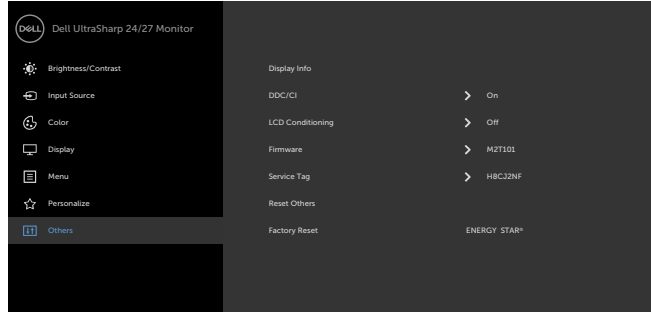 DELL Dell UltraSharp 24/27 Monitor
Brightness/Contrast
Display Info
Input Source
DDC/CI
On
Color
LCD Conditioning
Off
Display
Firmware
M2T101
Menu
Service Tag
H8CJ2NF
Personalize
Reset Others
Others
Factory Reset
ENERGY STAR®